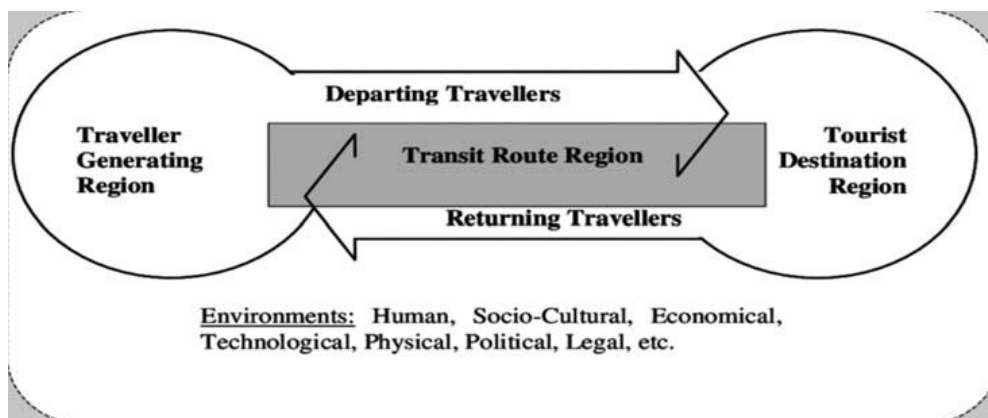 Departing Travellers
Traveller
Generating
Region
Transit Route Region
Tourist
Destination
Region
Returning Travellers
Environments: Human, Socio-Cultural, Economical,
Technological, Physical, Political, Legal, etc.